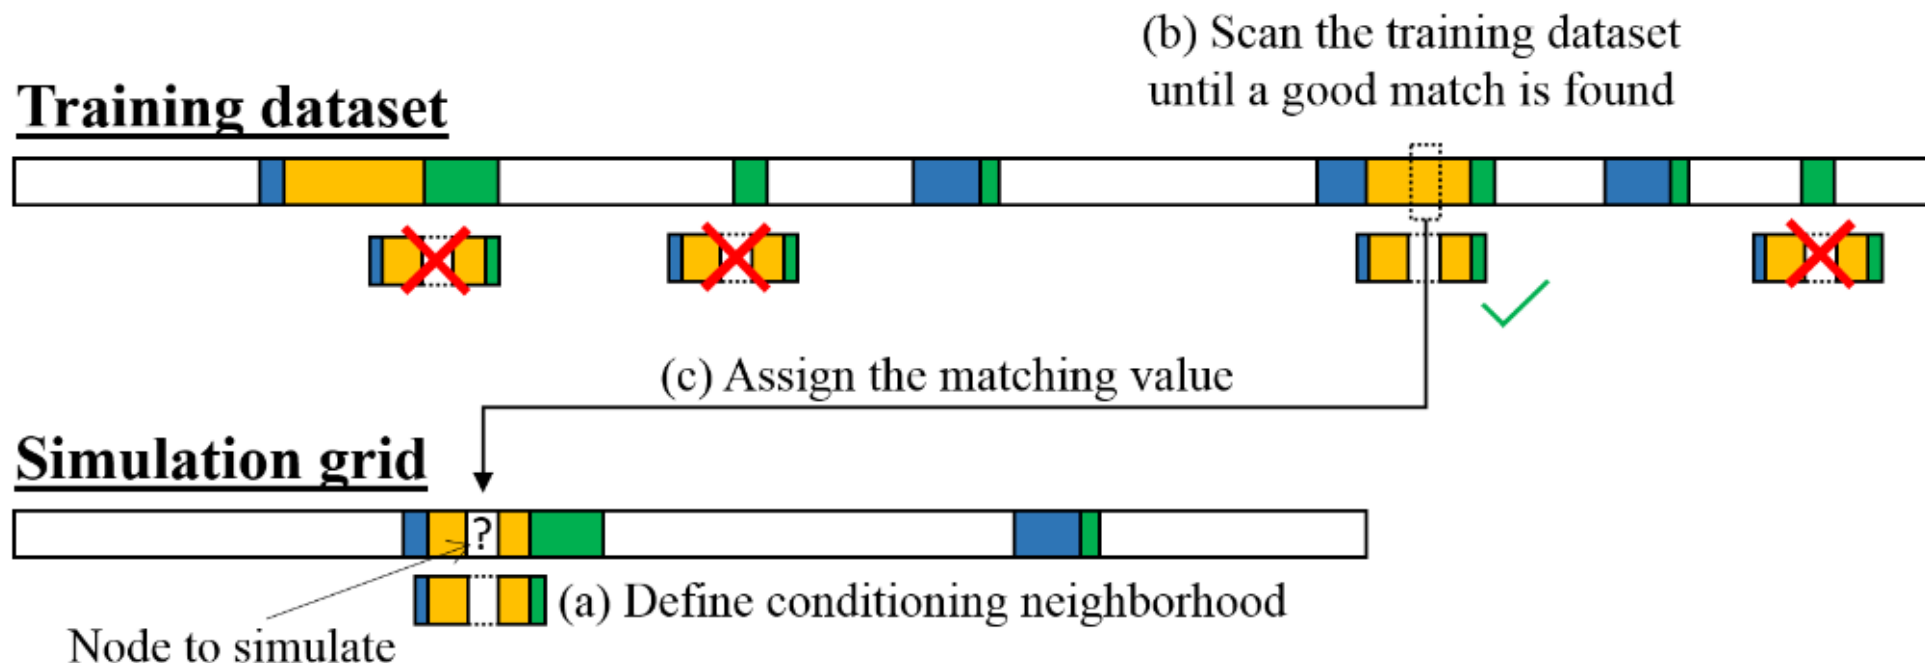 (b) Scan the training dataset
until a good match is found
Training dataset
(c) Assign the matching value
Simulation grid
?
(a) Define conditioning neighborhood
Node to simulate